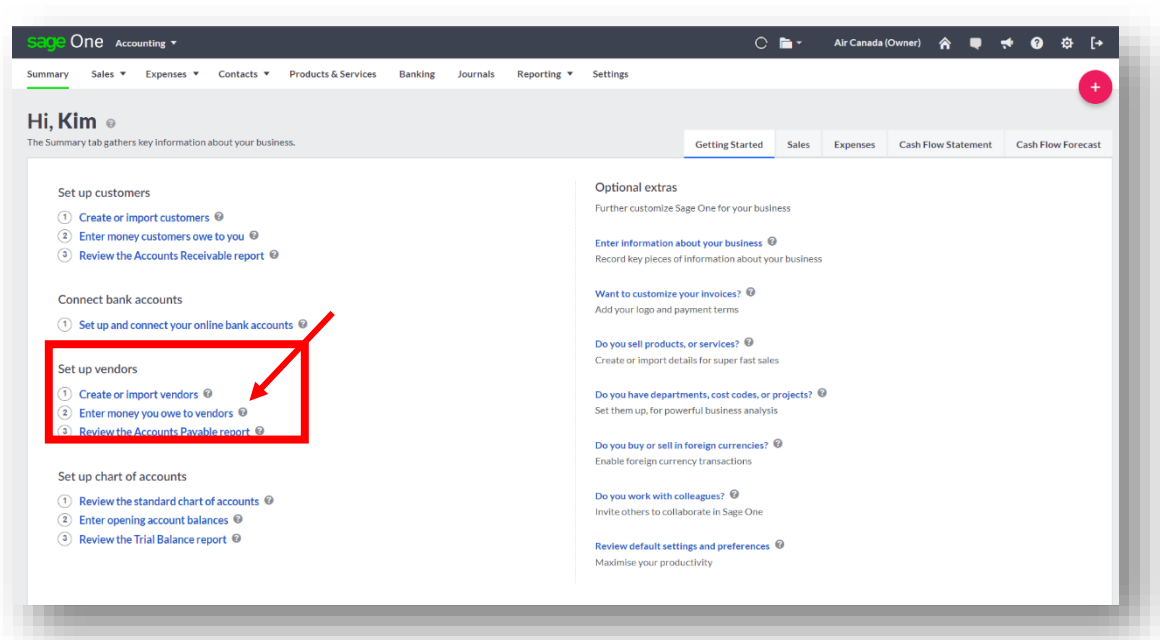 sage One Accounting
Air Canada (Owner)
Summary Sales Expenses Contacts Products & Services Banking Journals Reporting Settings
+
Hi, Kim
The Summary tab gathers key information about your business.
Getting Started Sales Expenses Cash Flow Statement Cash Flow Forecast
Set up customers
1 Create or import customers
2 Enter money customers owe to you
3 Review the Accounts Receivable report
Connect bank accounts
1 Set up and connect your online bank accounts
Set up vendors
1 Create or import vendors
2 Enter money you owe to vendors
3 Review the Accounts Payable report
Set up chart of accounts
1 Review the standard chart of accounts
2 Enter opening account balances
3 Review the Trial Balance report
Optional extras
Further customize Sage One for your business
Enter information about your business
Record key pieces of information about your business
Want to customize your invoices?
Add your logo and payment terms
Do you sell products, or services?
Create or import details for super fast sales
Do you have departments, cost codes, or projects?
Set them up, for powerful business analysis
Do you buy or sell in foreign currencies?
Enable foreign currency transactions
Do you work with colleagues?
Invite others to collaborate in Sage One
Review default settings and preferences
Maximise your productivity